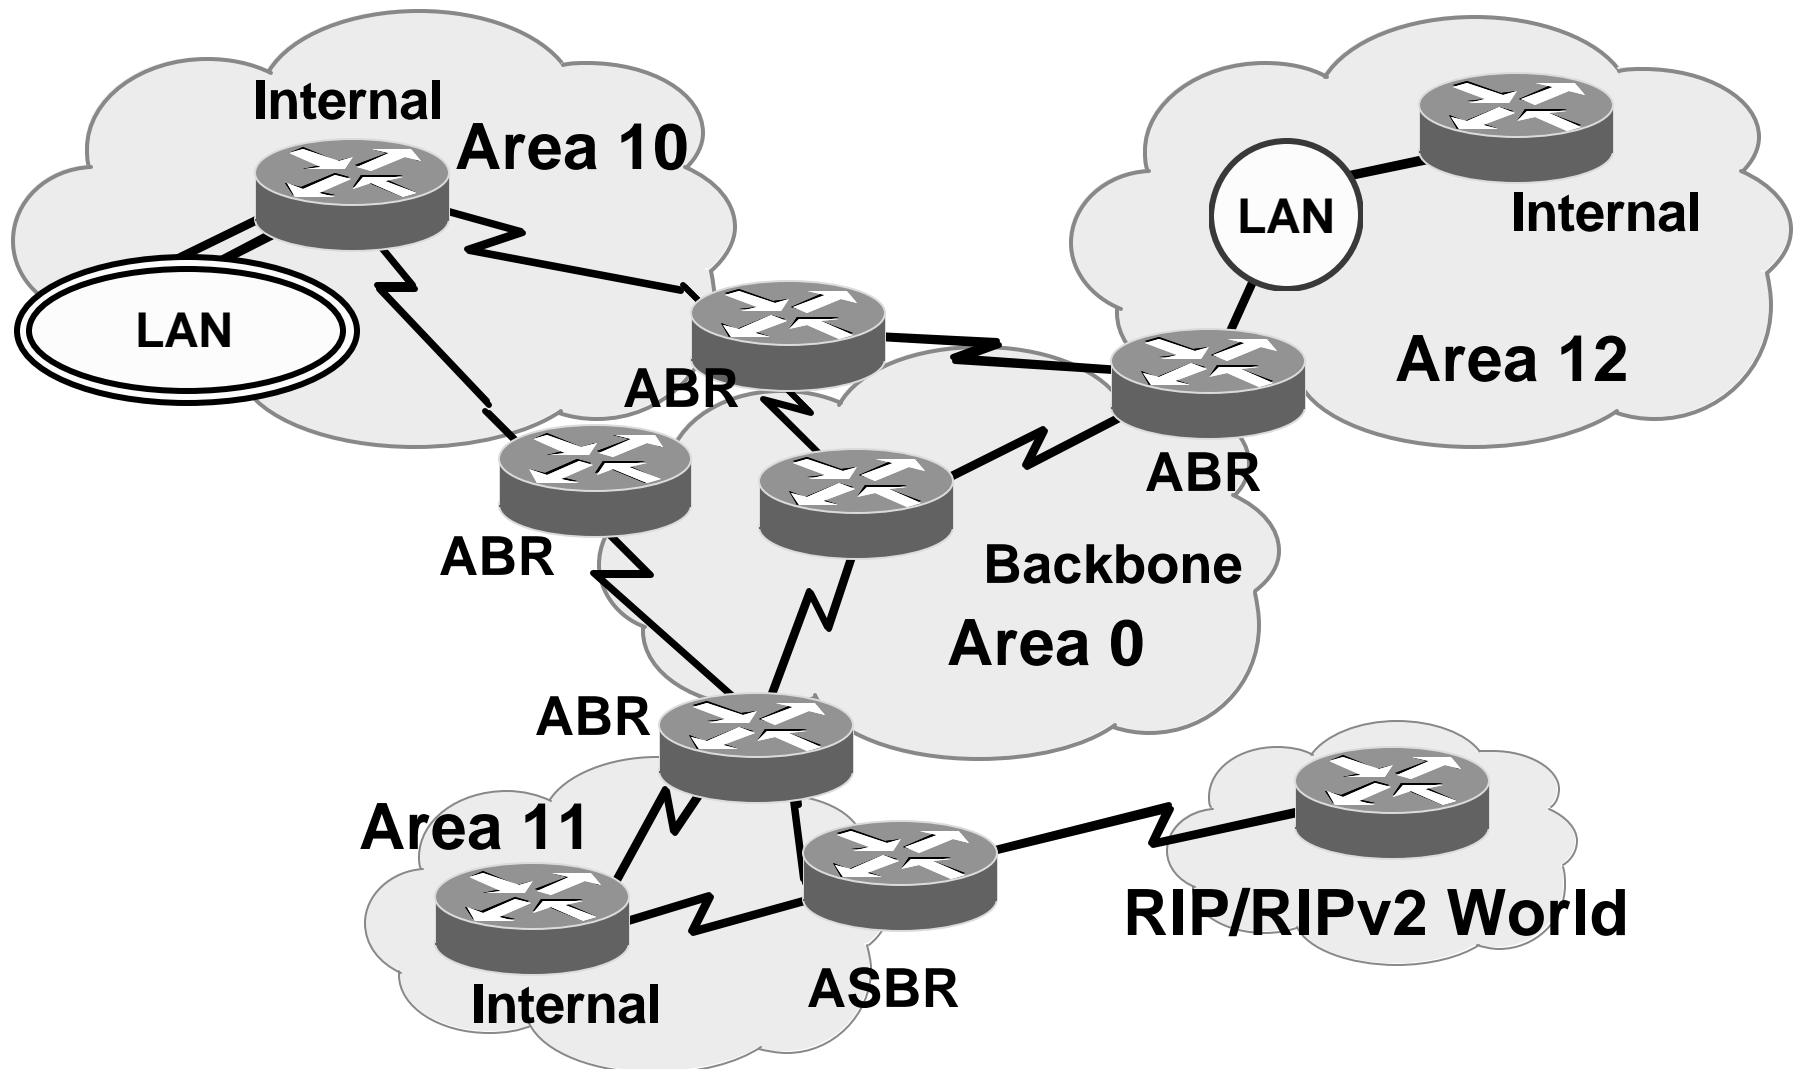 Internal
Area 10
LAN
LAN
Internal
Area 12
ABR
ABR
ABR
Backbone
Area 0
ABR
Area 11
Internal
ASBR
RIP/RIPv2 World